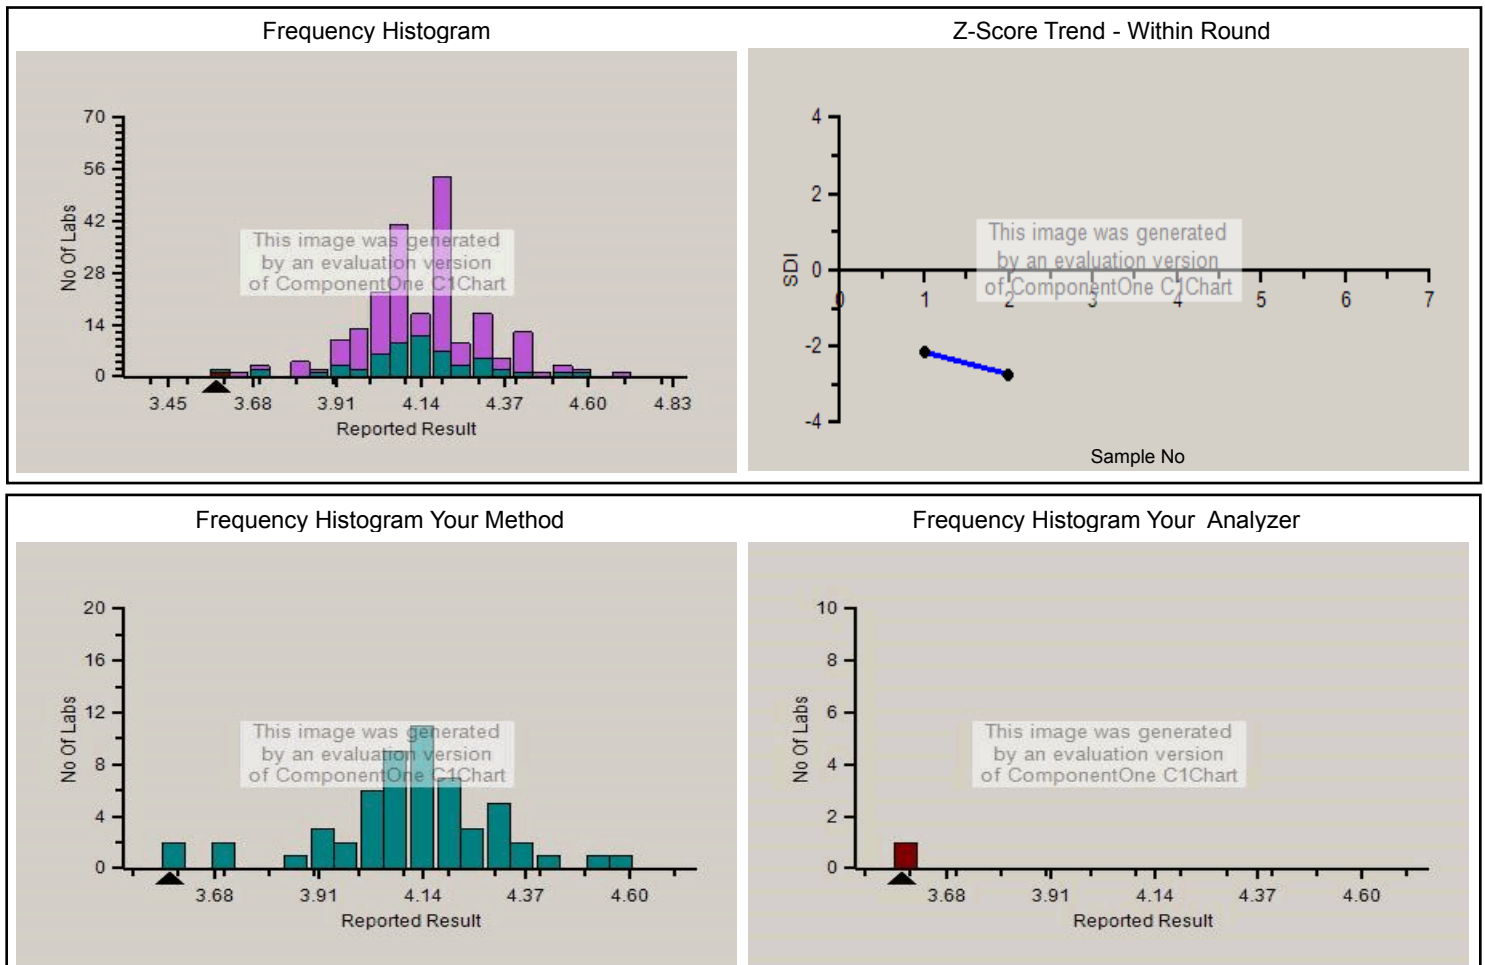 Frequency Histogram
70
56
42
28
14
0
No Of Labs
This image was generated
by an evaluation version
of ComponentOne C1Chart
3.45 3.68 3.91 4.14 4.37 4.60 4.83
Reported Result
Z-Score Trend - Within Round
4
2
0
-2
-4
SDI
This image was generated
by an evaluation version
of ComponentOne C1Chart
0 1 2 3 4 5 6 7
Sample No
Frequency Histogram Your Method
20
16
12
8
4
0
No Of Labs
This image was generated
by an evaluation version
of ComponentOne C1Chart
3.68 3.91 4.14 4.37 4.60
Reported Result
Frequency Histogram Your Analyzer
10
8
6
4
2
0
No Of Labs
This image was generated
by an evaluation version
of ComponentOne C1Chart
3.68 3.91 4.14 4.37 4.60
Reported Result